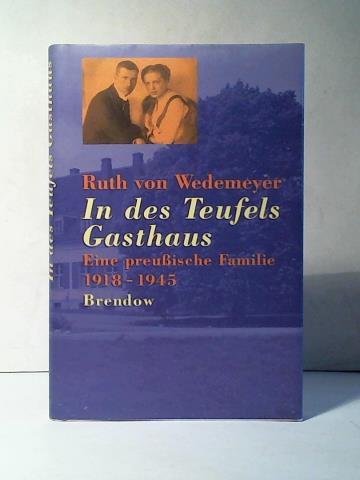 In des Teufels Gasthaus
Ruth von Wedemeyer
In des Teufels
Gasthaus
Eine preußische Familie
1918 - 1945
Brendow